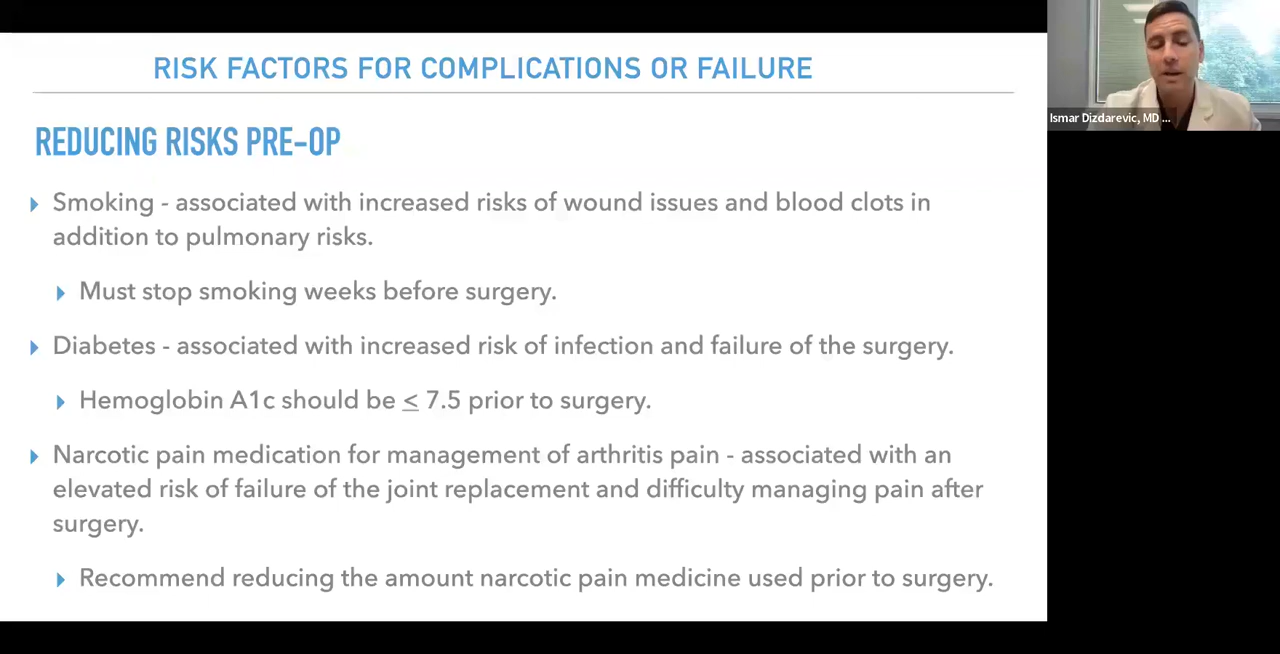 RISK FACTORS FOR COMPLICATIONS OR FAILURE
REDUCING RISKS PRE-OP
Smoking - associated with increased risks of wound issues and blood clots in
addition to pulmonary risks.
Must stop smoking weeks before surgery.
Diabetes - associated with increased risk of infection and failure of the surgery.
Hemoglobin A1c should be ≤ 7.5 prior to surgery.
Narcotic pain medication for management of arthritis pain - associated with an
elevated risk of failure of the joint replacement and difficulty managing pain after
surgery.
Recommend reducing the amount narcotic pain medicine used prior to surgery.
Ismar Dizdarevic, MD ...